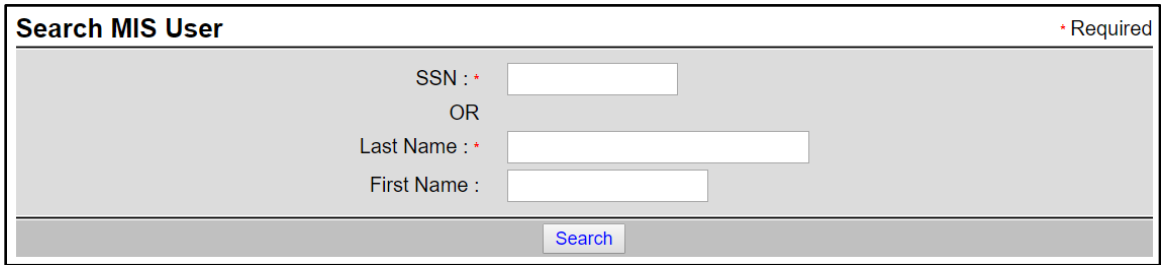 Search MIS User
* Required
SSN : *
OR
Last Name : *
First Name :
Search